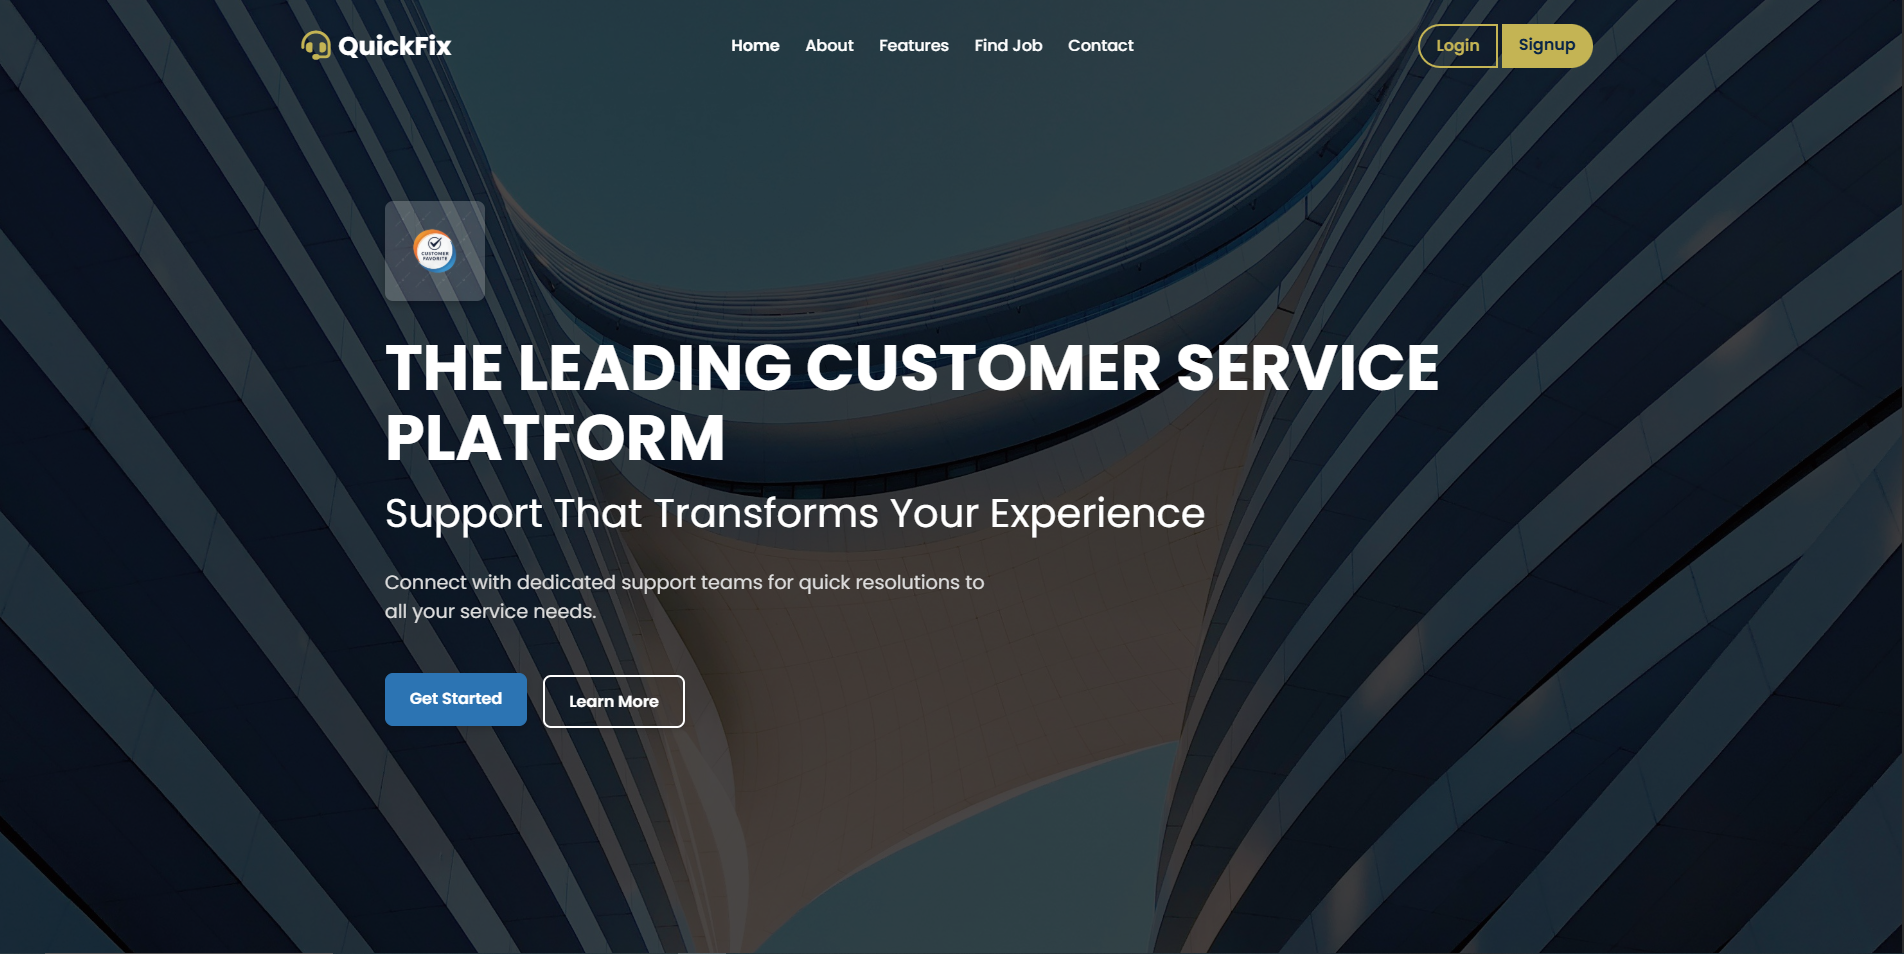 QuickFix
Home About Features Find Job Contact
Login Signup
CUSTOMER
FAVORITE
THE LEADING CUSTOMER SERVICE
PLATFORM
Support That Transforms Your Experience
Connect with dedicated support teams for quick resolutions to
all your service needs.
Get Started Learn More